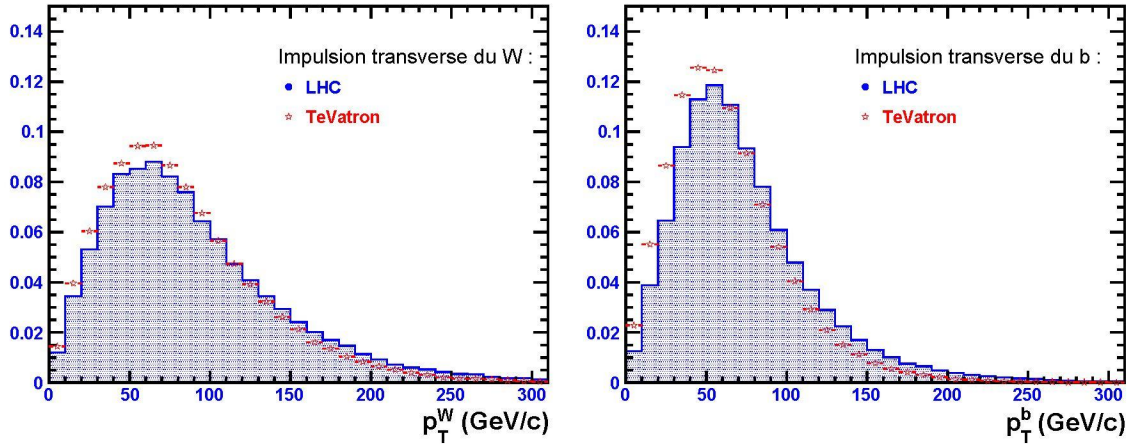 0.14
0.12
0.1
0.08
0.06
0.04
0.02
0
Impulsion transverse du W :
LHC
TeVatron
0 50 100 150 200 250 300
p_T^W (GeV/c)
0.14
0.12
0.1
0.08
0.06
0.04
0.02
0
Impulsion transverse du b :
LHC
TeVatron
0 50 100 150 200 250 300
p_T^b (GeV/c)